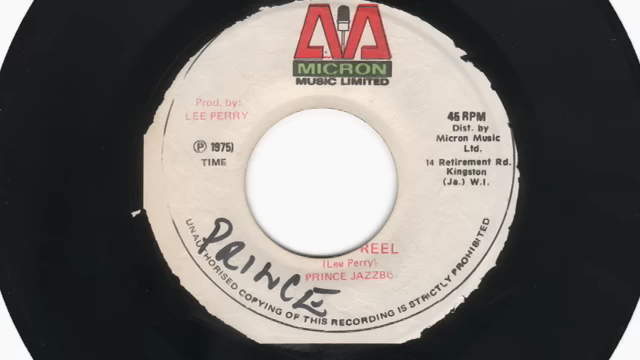 MICRON
MUSIC LIMITED
Prod. by:
LEE PERRY
℗ 1975)
TIME
45 RPM
Dist. by
Micron Music
Ltd.
14 Retirement Rd.
Kingston
(Ja.) W.I.
PRINCE
REEL
(Lee Perry)
PRINCE JAZZBO
UNAUTHORISED COPYING OF THIS RECORDING IS STRICTLY PROHIBITED